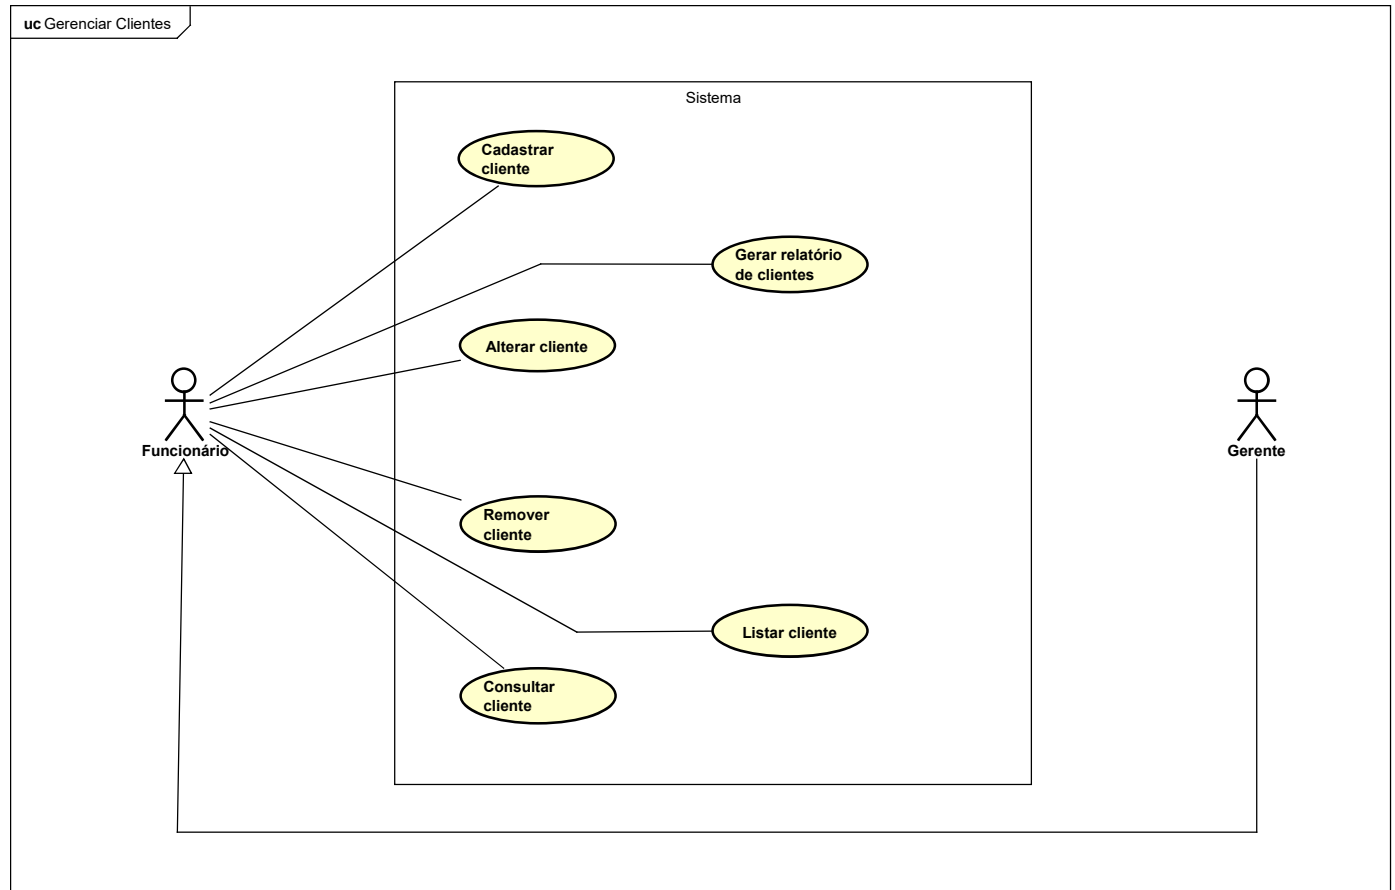 uc Gerenciar Clientes
Sistema
Cadastrar
cliente
Gerar relatório
de clientes
Alterar cliente
Funcionário
Gerente
Remover
cliente
Listar cliente
Consultar
cliente